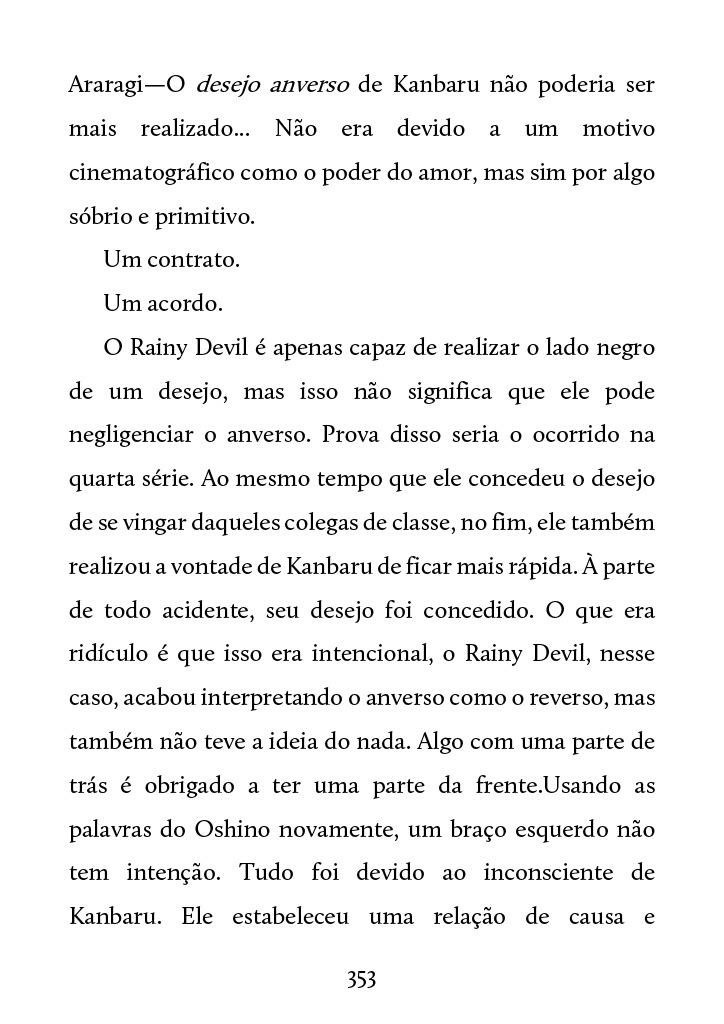 Araragi—O desejo anverso de Kanbaru não poderia ser
mais realizado... Não era devido a um motivo
cinematográfico como o poder do amor, mas sim por algo
sóbrio e primitivo.
Um contrato.
Um acordo.
O Rainy Devil é apenas capaz de realizar o lado negro
de um desejo, mas isso não significa que ele pode
negligenciar o anverso. Prova disso seria o ocorrido na
quarta série. Ao mesmo tempo que ele concedeu o desejo
de se vingar daqueles colegas de classe, no fim, ele também
realizou a vontade de Kanbaru de ficar mais rápida. À parte
de todo acidente, seu desejo foi concedido. O que era
ridículo é que isso era intencional, o Rainy Devil, nesse
caso, acabou interpretando o anverso como o reverso, mas
também não teve a ideia do nada. Algo com uma parte de
trás é obrigado a ter uma parte da frente.Usando as
palavras do Oshino novamente, um braço esquerdo não
tem intenção. Tudo foi devido ao inconsciente de
Kanbaru. Ele estabeleceu uma relação de causa e
353